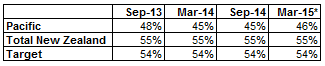 Sep-13 Mar-14 Sep-14 Mar-15*
Pacific 48% 45% 45% 46%
Total New Zealand 55% 55% 55% 55%
Target 54% 54% 54% 54%